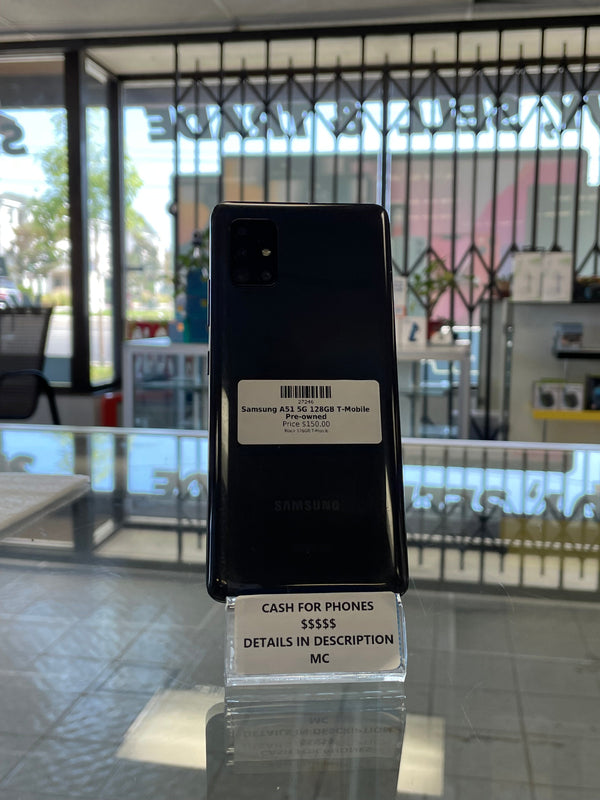 27246
Samsung A51 5G 128GB T-Mobile
Pre-owned
Price $150.00
SAMSUNG
CASH FOR PHONES
$$$$$
DETAILS IN DESCRIPTION
MC